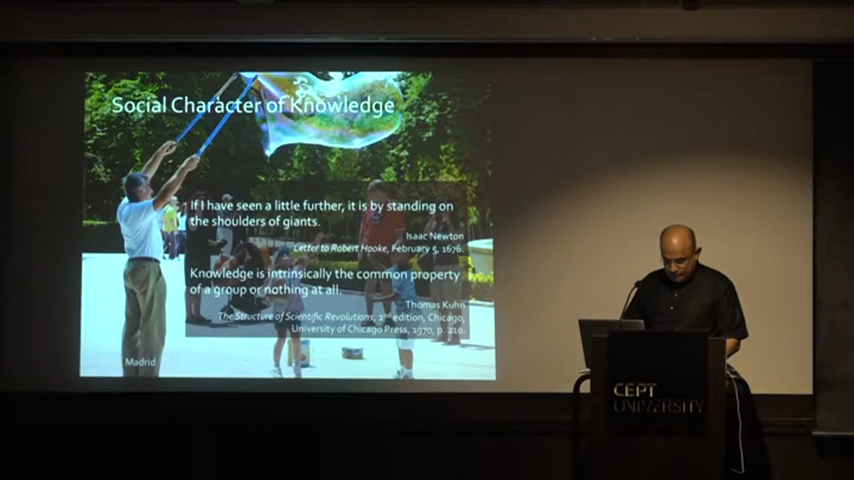 Social Character of Knowledge
If I have seen a little further, it is by standing on
the shoulders of giants.
Isaac Newton
Letter to Robert Hooke, February 5, 1676.
Knowledge is intrinsically the common property
of a group or nothing at all.
Thomas Kuhn
The Structure of Scientific Revolutions, 2nd edition, Chicago,
University of Chicago Press, 1970, p. 210.
Madrid
CEPT
UNIVERSITY